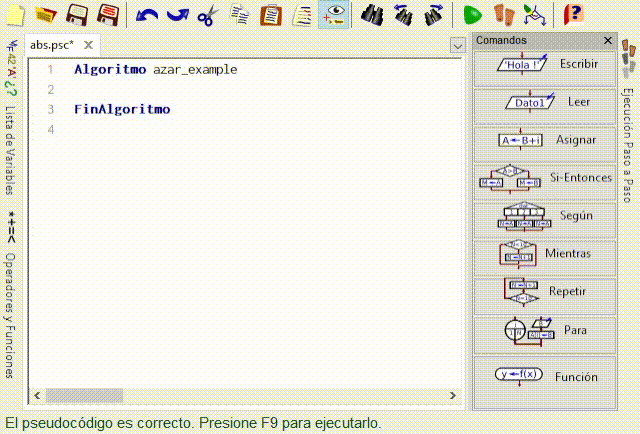 abs.psc* ×
1 Algoritmo azar_example
2
3 FinAlgoritmo
4
Lista de Variables
*+=<
Operadores y Funciones
Comandos
'Hola !' Escribir
Dato1 Leer
A←B+i Asignar
A>B Si-Entonces
Según
Mientras
Repetir
Para
y←f(x) Función
Ejecución Paso a Paso
El pseudocódigo es correcto. Presione F9 para ejecutarlo.